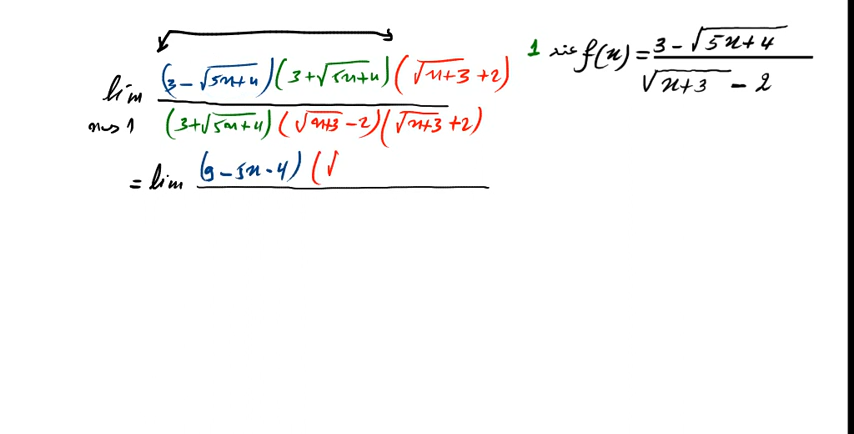 1 عند f(x) = (3 - √(5x+4)) / (√(x+3) - 2)
lim x→1 ((3 - √(5x+4))(3 + √(5x+4))(√(x+3) + 2)) / ((3 + √(5x+4))(√(x+3) - 2)(√(x+3) + 2))
= lim (9 - 5x - 4)(√